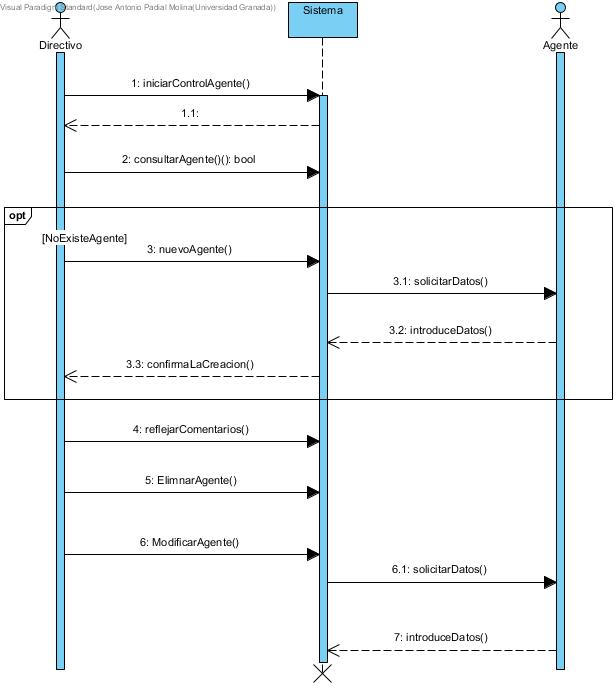 Visual Paradigm Standard(Jose Antonio Padial Molina(Universidad Granada))
Sistema
Directivo
Agente
1: iniciarControlAgente()
1.1:
2: consultarAgente()(): bool
opt
[NoExisteAgente]
3: nuevoAgente()
3.1: solicitarDatos()
3.2: introduceDatos()
3.3: confirmaLaCreacion()
4: reflejarComentarios()
5: ElimnarAgente()
6: ModificarAgente()
6.1: solicitarDatos()
7: introduceDatos()